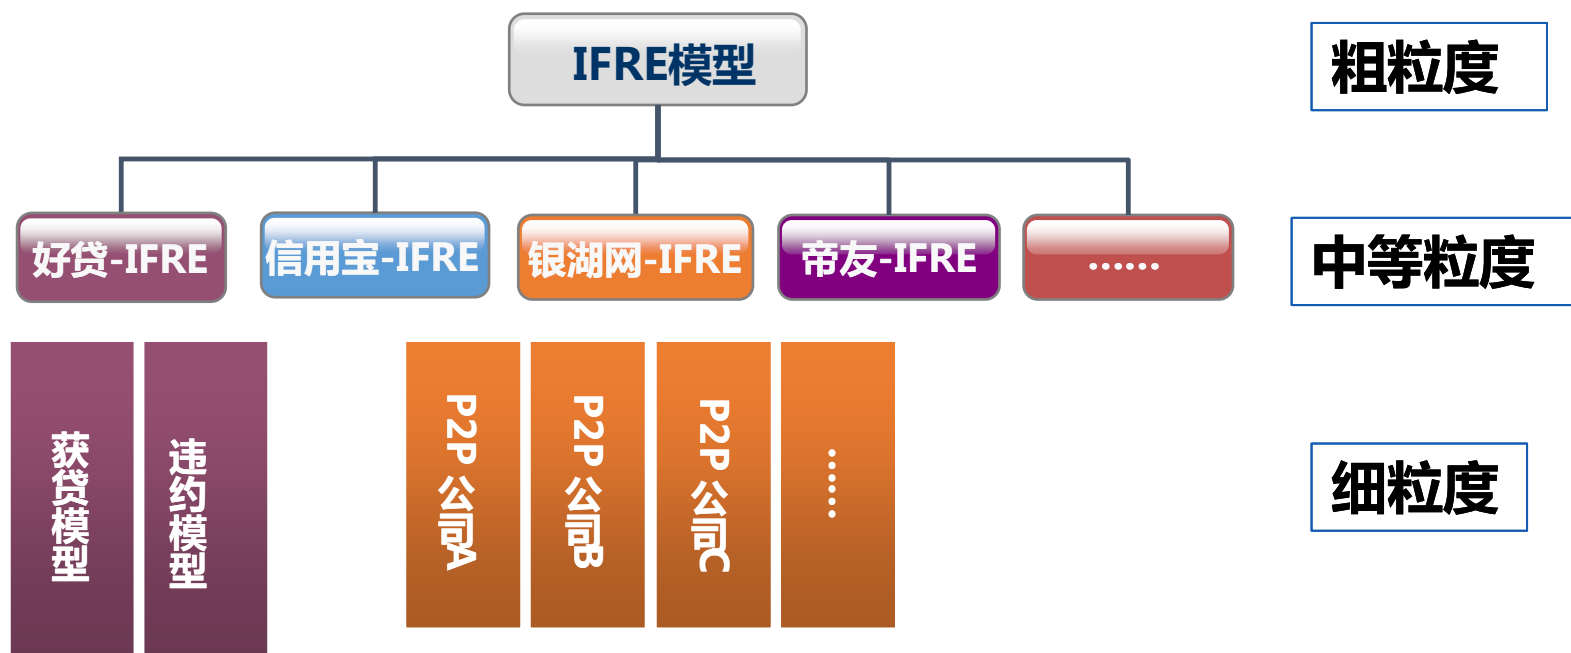 IFRE模型
粗粒度
好贷-IFRE
信用宝-IFRE
银湖网-IFRE
帝友-IFRE
······
中等粒度
获贷模型
违约模型
P2P公司A
P2P公司B
P2P公司C
······
细粒度